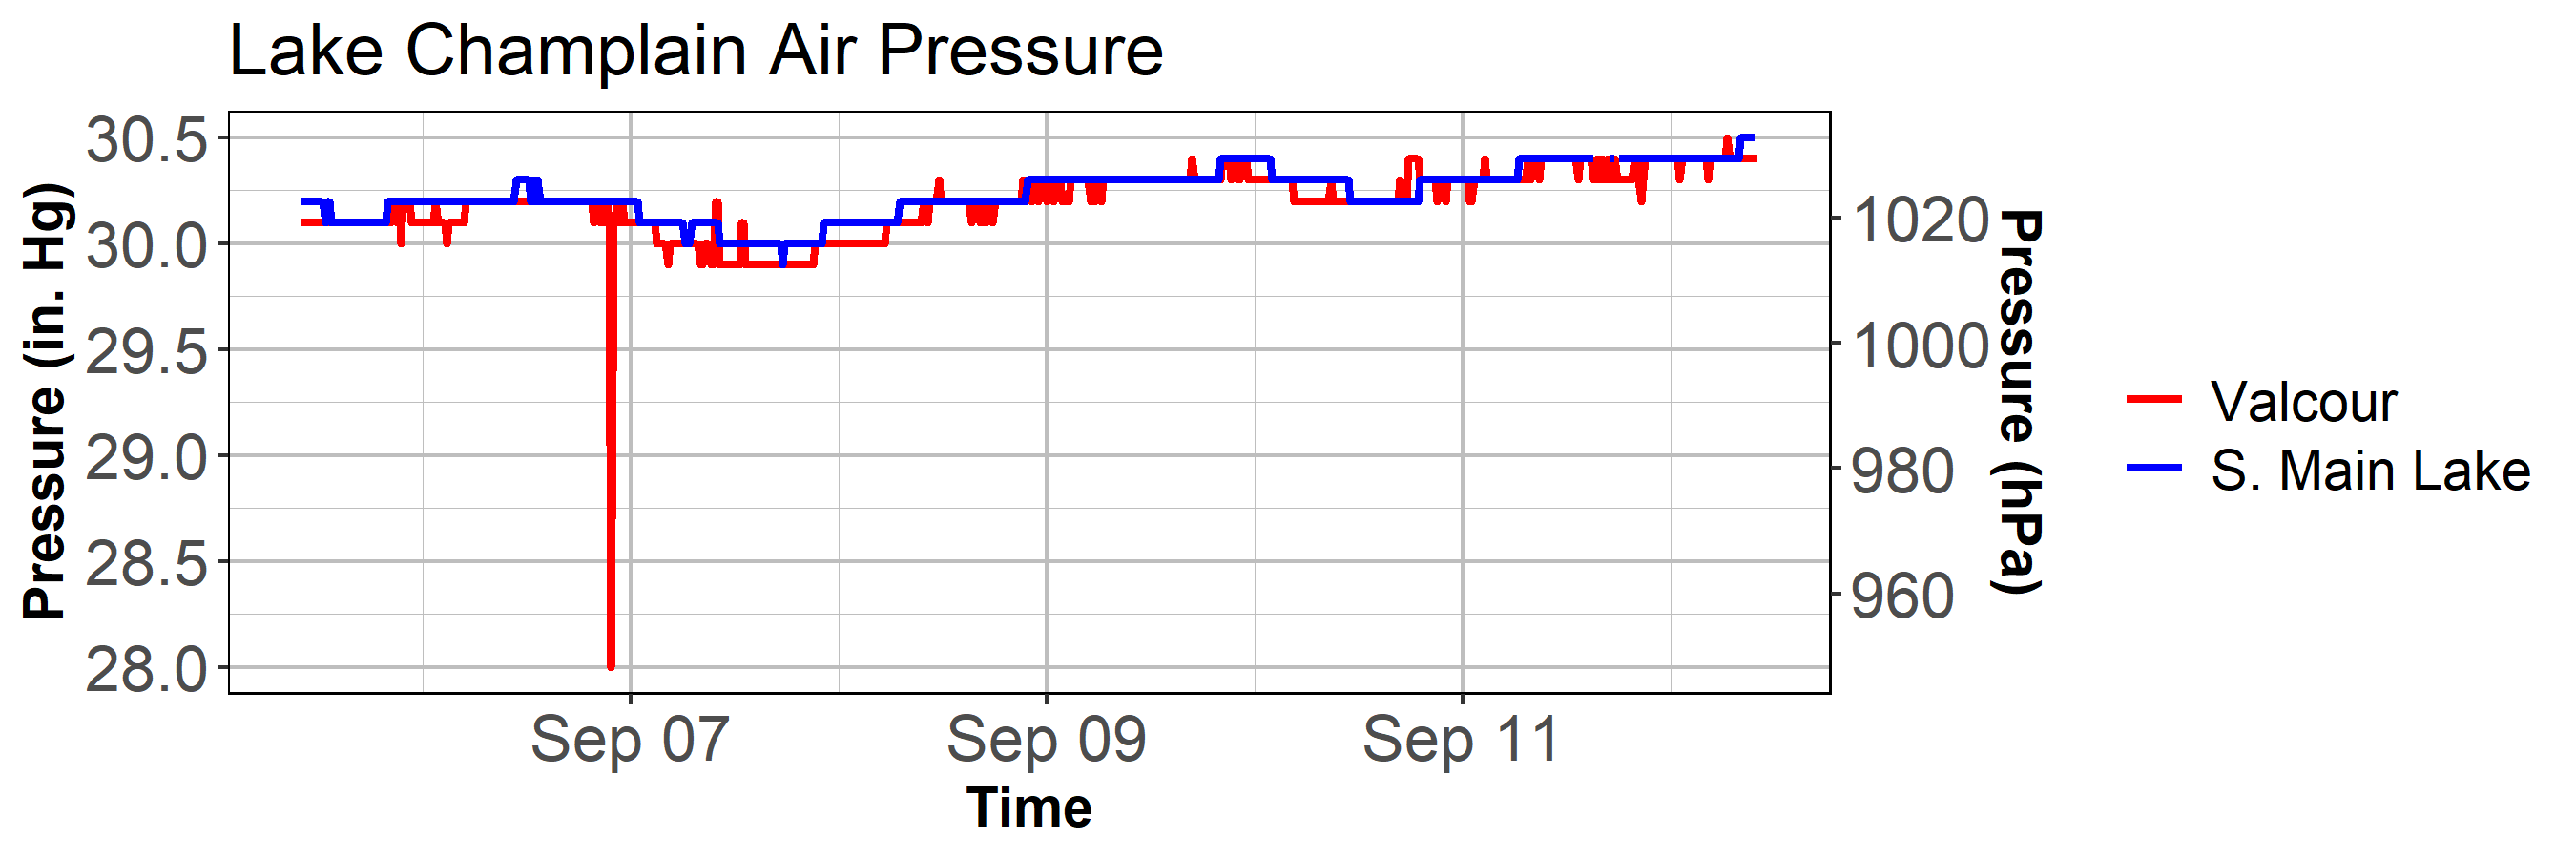 Lake Champlain Air Pressure
30.5
30.0
29.5
29.0
28.5
28.0
Pressure (in. Hg)
1020
1000
980
960
Pressure (hPa)
Sep 07
Sep 09
Sep 11
Time
Valcour
S. Main Lake